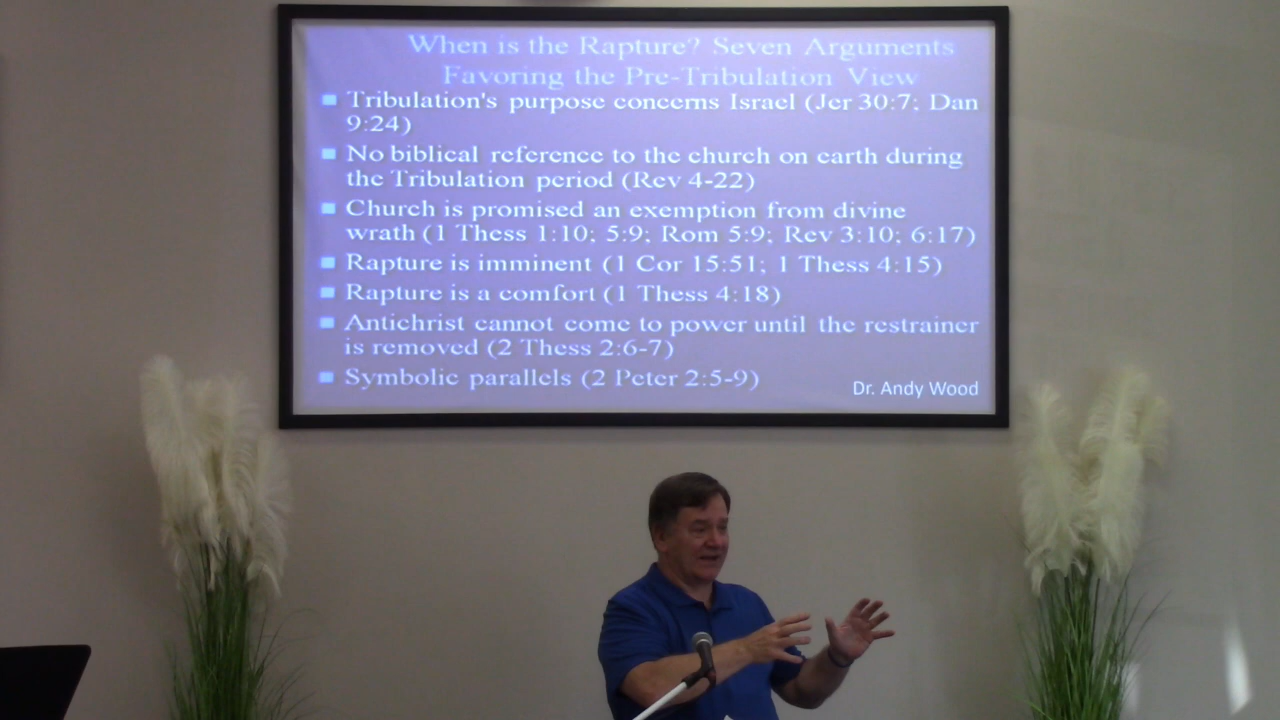 When is the Rapture? Seven Arguments
Favoring the Pre-Tribulation View
Tribulation's purpose concerns Israel (Jer 30:7; Dan
9:24)
No biblical reference to the church on earth during
the Tribulation period (Rev 4-22)
Church is promised an exemption from divine
wrath (1 Thess 1:10; 5:9; Rom 5:9; Rev 3:10; 6:17)
Rapture is imminent (1 Cor 15:51; 1 Thess 4:15)
Rapture is a comfort (1 Thess 4:18)
Antichrist cannot come to power until the restrainer
is removed (2 Thess 2:6-7)
Symbolic parallels (2 Peter 2:5-9)
Dr. Andy Wood